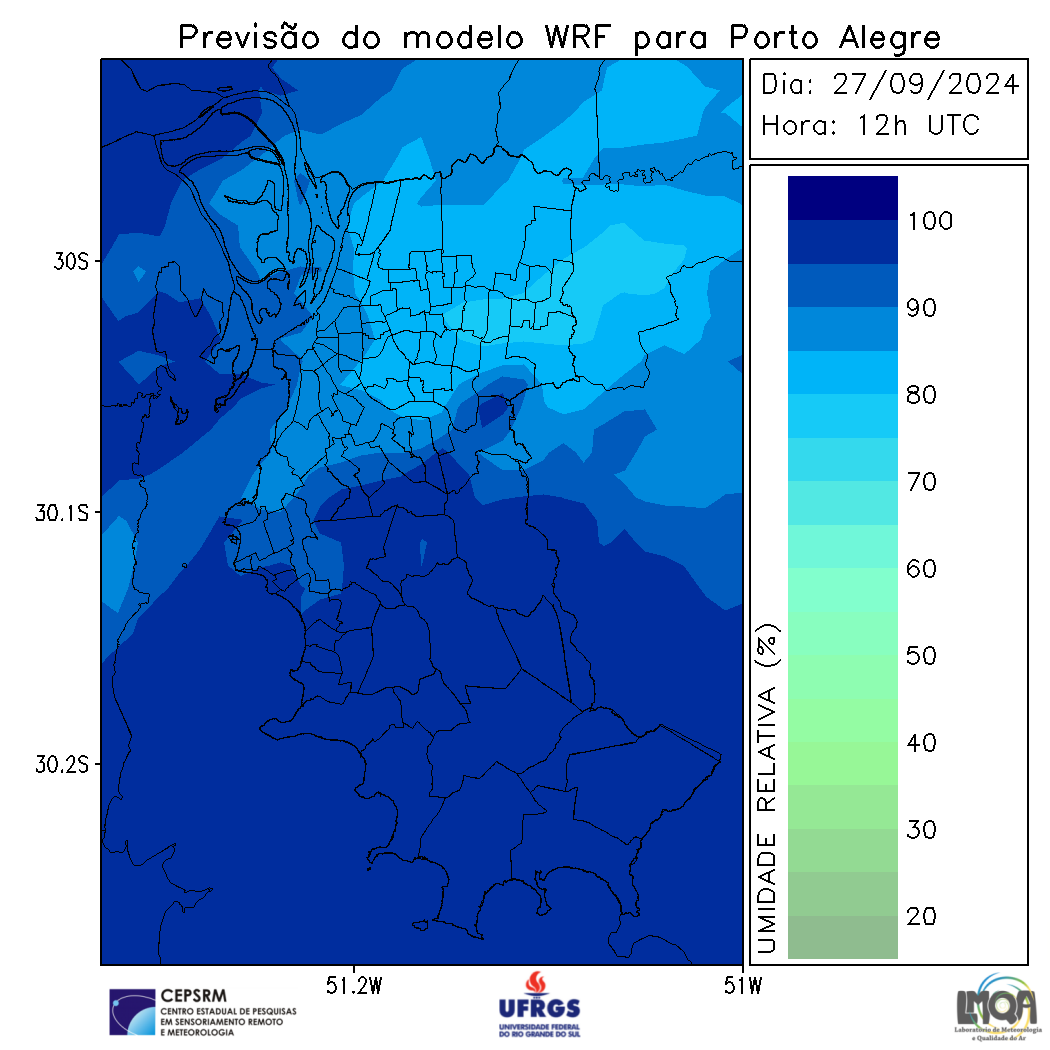 Previsão do modelo WRF para Porto Alegre
Dia: 27/09/2024
Hora: 12h UTC
30S
30.1S
30.2S
51.2W
51W
100
90
80
70
60
50
40
30
20
UMIDADE RELATIVA (%)
CEPSRM
CENTRO ESTADUAL DE PESQUISAS
EM SENSORIAMENTO REMOTO
E METEOROLOGIA
UFRGS
UNIVERSIDADE FEDERAL
DO RIO GRANDE DO SUL
LMQA
Laboratório de Meteorologia
e Qualidade do Ar